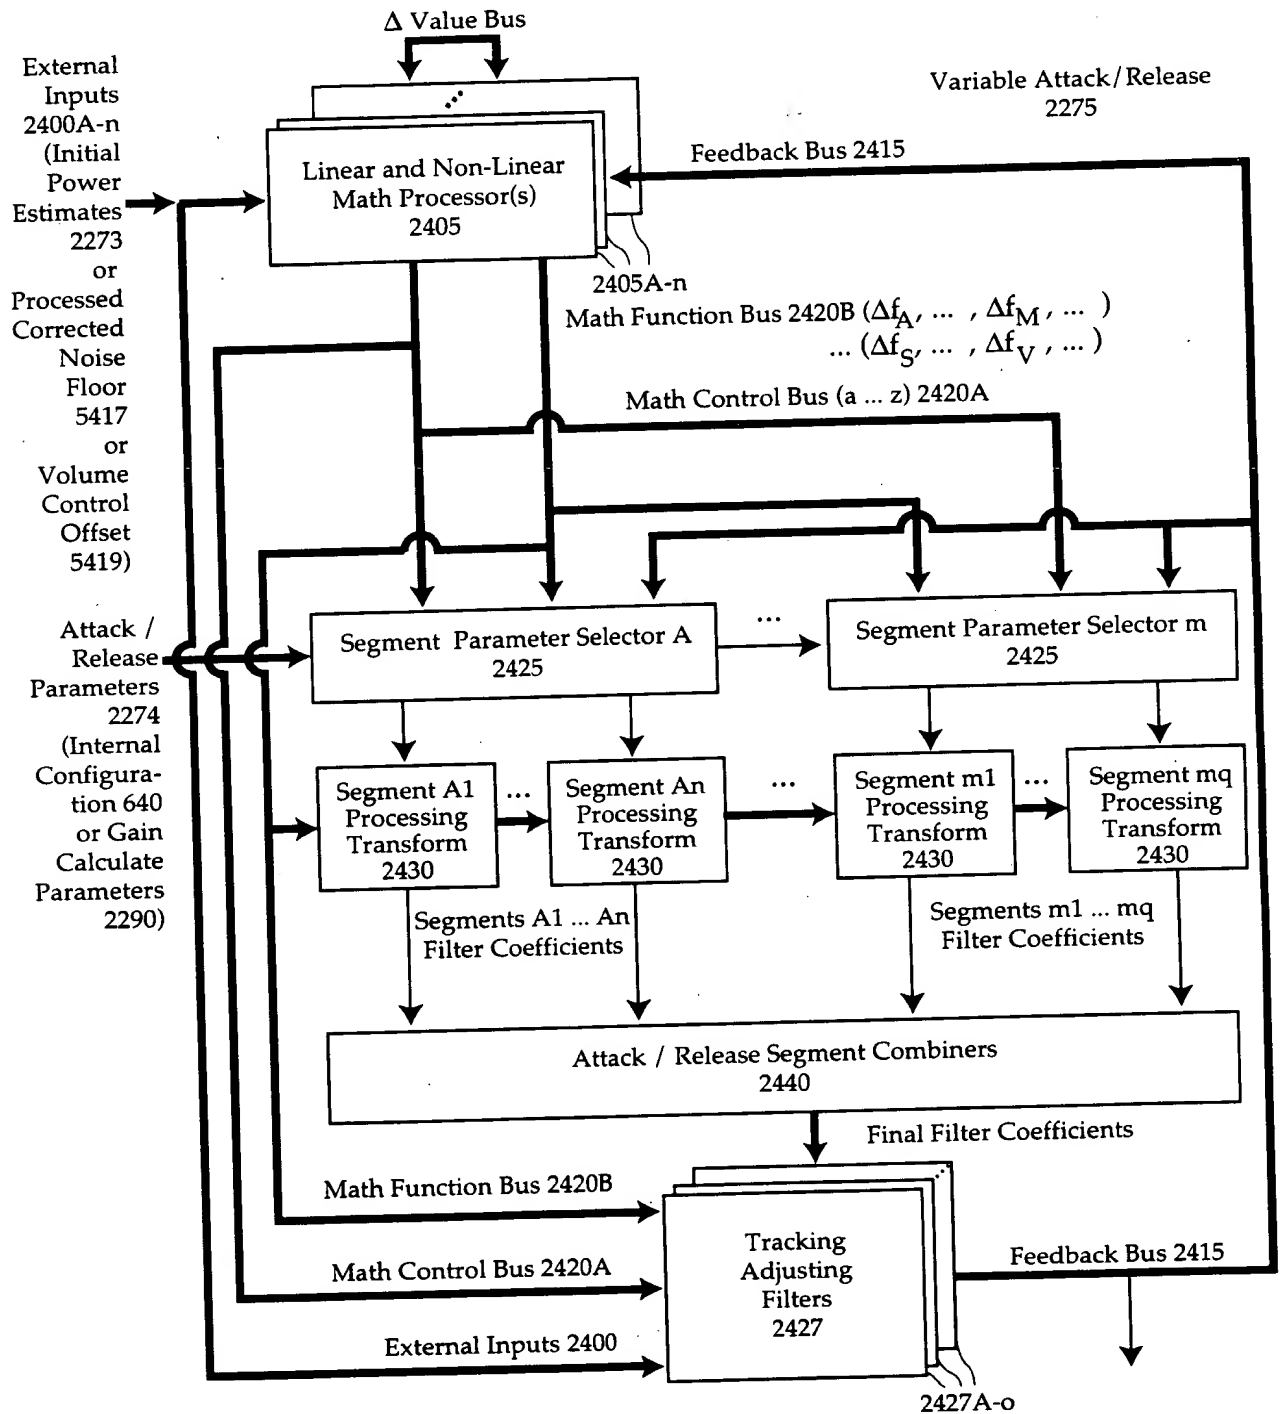 Δ Value Bus
External
Inputs
2400A-n
(Initial
Power
Estimates
2273
or
Processed
Corrected
Noise
Floor
5417
or
Volume
Control
Offset
5419)
Variable Attack/Release
2275
Feedback Bus 2415
Linear and Non-Linear
Math Processor(s)
2405
2405A-n
Math Function Bus 2420B (Δf_A, ... , Δf_M, ... )
... (Δf_S, ... , Δf_V, ... )
Math Control Bus (a ... z) 2420A
Attack /
Release
Parameters
2274
(Internal
Configura-
tion 640
or Gain
Calculate
Parameters
2290)
Segment Parameter Selector A
2425
...
Segment Parameter Selector m
2425
Segment A1
Processing
Transform
2430
...
Segment An
Processing
Transform
2430
...
Segment m1
Processing
Transform
2430
...
Segment mq
Processing
Transform
2430
Segments A1 ... An
Filter Coefficients
Segments m1 ... mq
Filter Coefficients
Attack / Release Segment Combiners
2440
Final Filter Coefficients
Math Function Bus 2420B
Math Control Bus 2420A
External Inputs 2400
Tracking
Adjusting
Filters
2427
Feedback Bus 2415
2427A-o